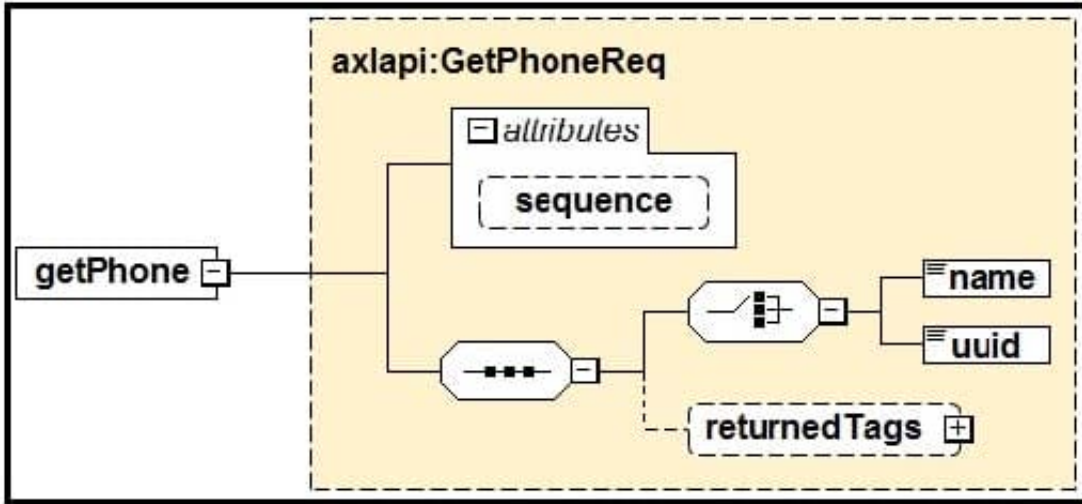 axlapi:GetPhoneReq
attributes
sequence
getPhone
name
uuid
returnedTags